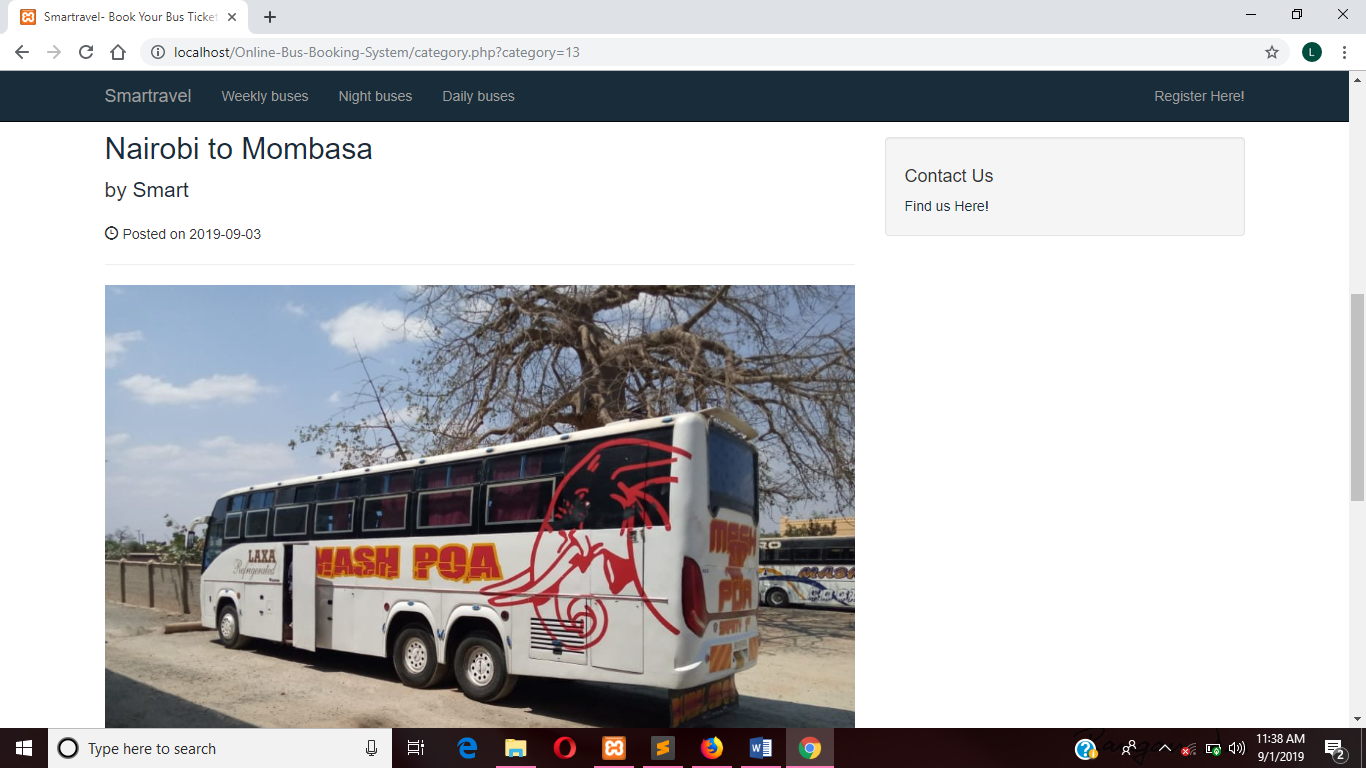 Smartravel- Book Your Bus Ticket
localhost/Online-Bus-Booking-System/category.php?category=13
L
Smartravel Weekly buses Night buses Daily buses Register Here!
Nairobi to Mombasa
by Smart
Posted on 2019-09-03
Contact Us
Find us Here!
LAXA
Refrigerated
MASH POA
MASH
POA
Type here to search
11:38 AM
9/1/2019
2